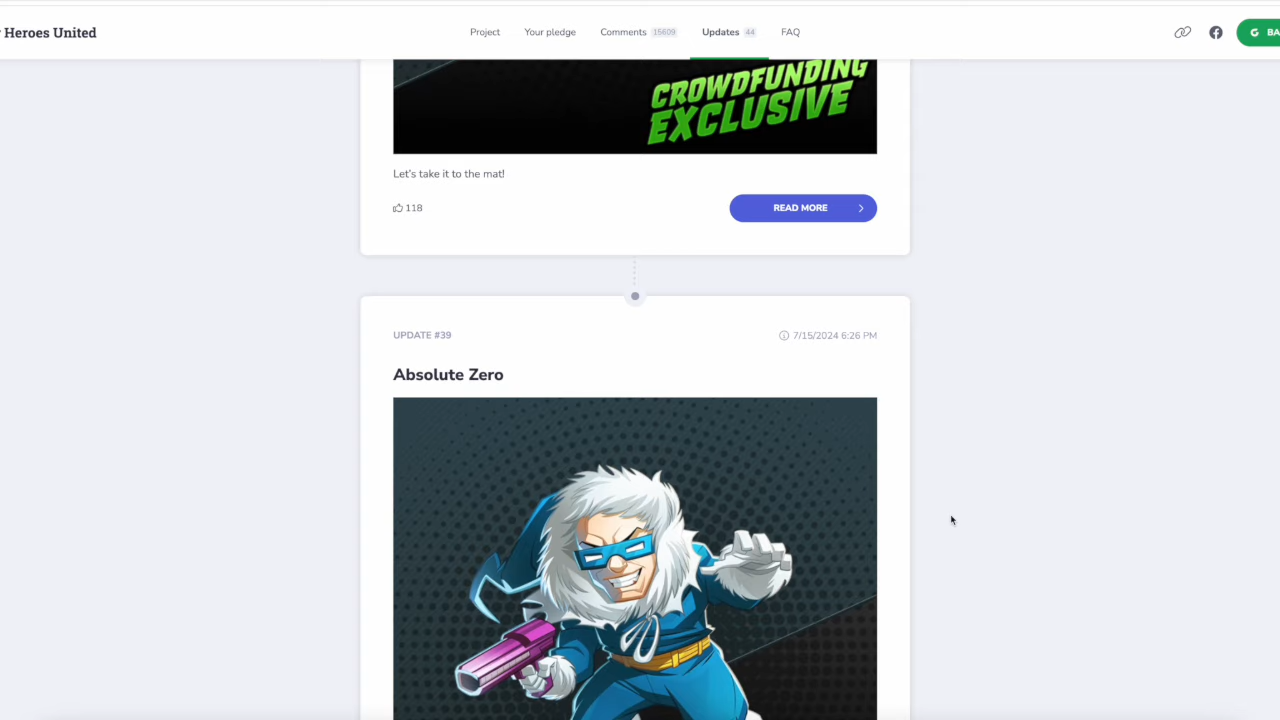 Heroes United
Project
Your pledge
Comments 15609
Updates 44
FAQ
BA
CROWDFUNDING
EXCLUSIVE
Let's take it to the mat!
118
READ MORE
UPDATE #39
7/15/2024 6:26 PM
Absolute Zero